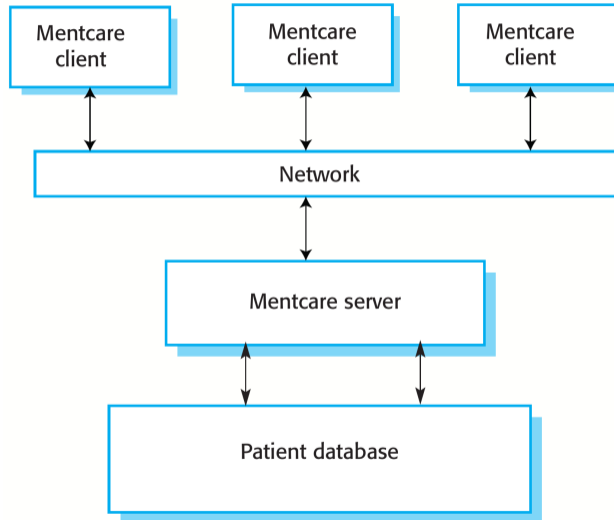 Mentcare
client
Mentcare
client
Mentcare
client
Network
Mentcare server
Patient database